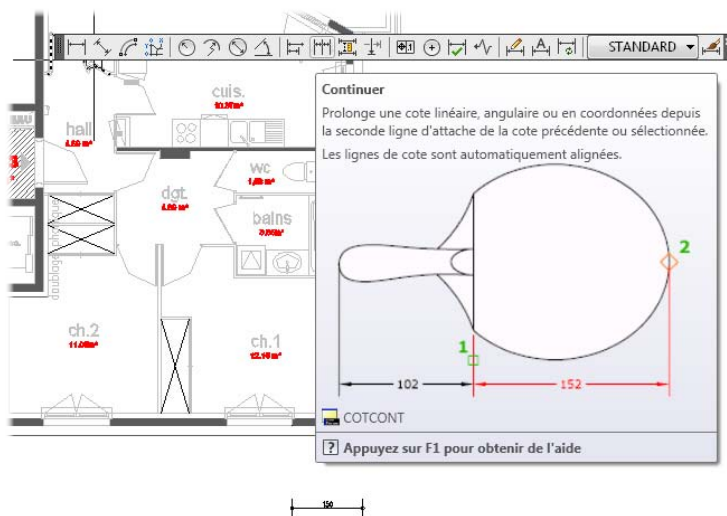 STANDARD
Continuer
Prolonge une cote linéaire, angulaire ou en coordonnées depuis
la seconde ligne d'attache de la cote précédente ou sélectionnée.
Les lignes de cote sont automatiquement alignées.
2
1
102
152
COTCONT
? Appuyez sur F1 pour obtenir de l'aide
cuis.
hall
wc
dgt.
bains
ch.2
ch.1
150